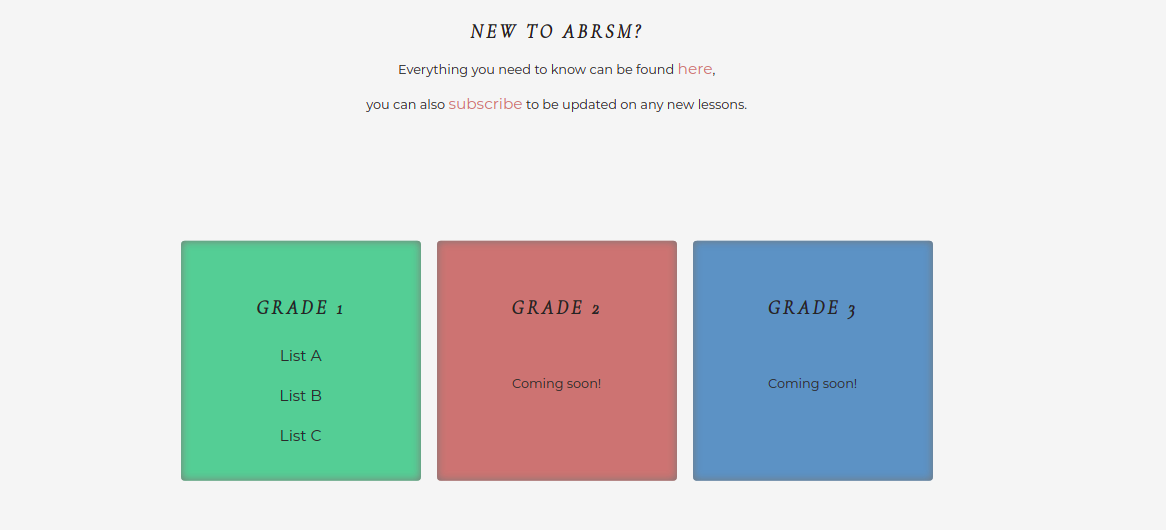 NEW TO ABRSM?
Everything you need to know can be found here,
you can also subscribe to be updated on any new lessons.
GRADE 1
List A
List B
List C
GRADE 2
Coming soon!
GRADE 3
Coming soon!